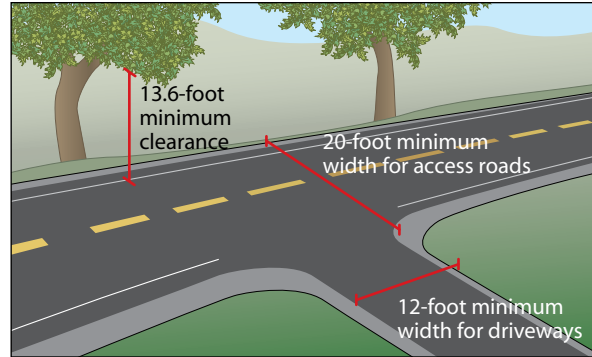 13.6-foot
minimum
clearance
20-foot minimum
width for access roads
12-foot minimum
width for driveways